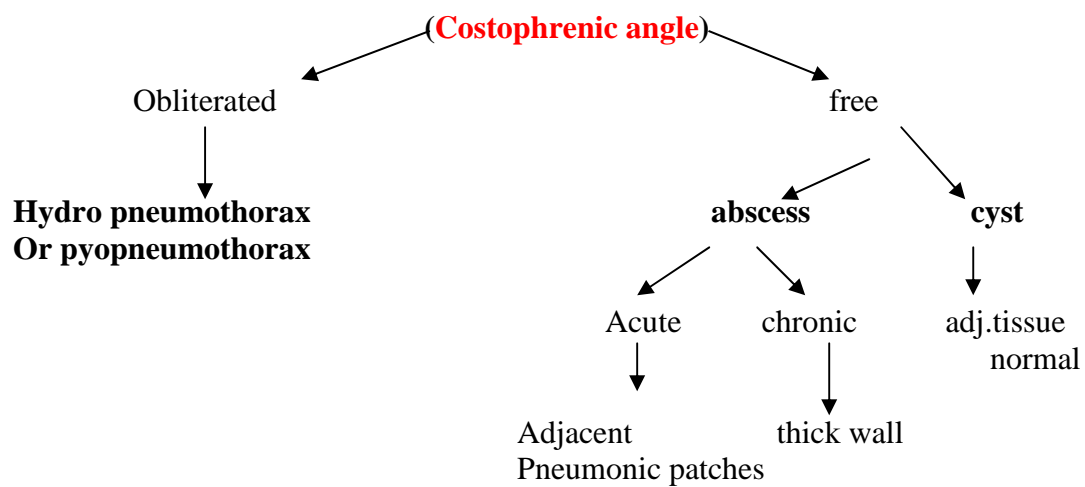 (Costophrenic angle)
Obliterated
free
Hydro pneumothorax
Or pyopneumothorax
abscess
cyst
Acute
chronic
adj.tissue
normal
Adjacent
Pneumonic patches
thick wall